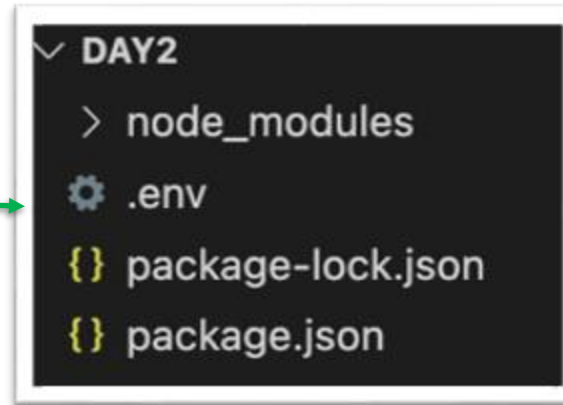 DAY2
node_modules
.env
{} package-lock.json
{} package.json